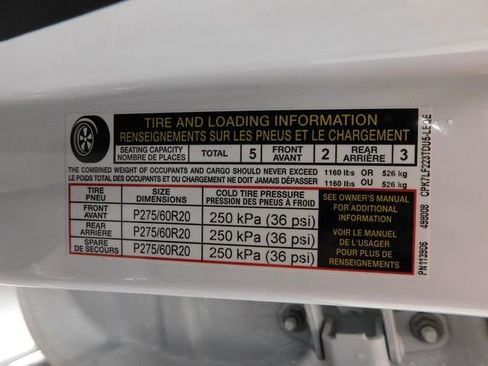 TIRE AND LOADING INFORMATION
RENSEIGNEMENTS SUR LES PNEUS ET LE CHARGEMENT
SEATING CAPACITY
NOMBRE DE PLACES
TOTAL 5
FRONT
AVANT
2
REAR
ARRIÈRE
3
THE COMBINED WEIGHT OF OCCUPANTS AND CARGO SHOULD NEVER EXCEED 1160 lbs OR 526 kg
LE POIDS TOTAL DES OCCUPANTS ET DU CHARGEMENT NE DOIT JAMAIS DÉPASSER 1160 lbs OU 526 kg
TIRE
PNEU
SIZE
DIMENSIONS
COLD TIRE PRESSURE
PRESSION DES PNEUS À FROID
FRONT
AVANT
P275/60R20 250 kPa (36 psi)
REAR
ARRIÈRE
P275/60R20 250 kPa (36 psi)
SPARE
DE SECOURS
P275/60R20 250 kPa (36 psi)
SEE OWNER'S MANUAL
FOR ADDITIONAL
INFORMATION
VOIR LE MANUEL
DE L'USAGER
POUR PLUS DE
RENSEIGNEMENTS
PN113906 498008